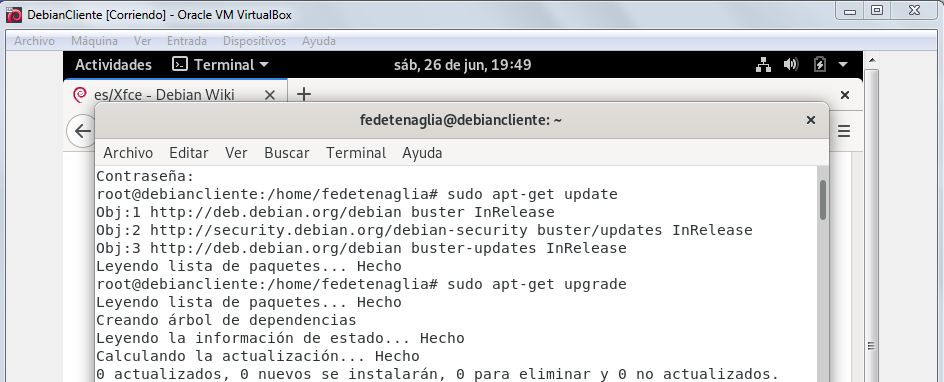 DebianCliente [Corriendo] - Oracle VM VirtualBox
Archivo Máquina Ver Entrada Dispositivos Ayuda
Actividades Terminal sáb, 26 de jun, 19:49
es/Xfce - Debian Wiki
fedetenaglia@debiancliente: ~
Archivo Editar Ver Buscar Terminal Ayuda
Contraseña:
root@debiancliente:/home/fedetenaglia# sudo apt-get update
Obj:1 http://deb.debian.org/debian buster InRelease
Obj:2 http://security.debian.org/debian-security buster/updates InRelease
Obj:3 http://deb.debian.org/debian buster-updates InRelease
Leyendo lista de paquetes... Hecho
root@debiancliente:/home/fedetenaglia# sudo apt-get upgrade
Leyendo lista de paquetes... Hecho
Creando árbol de dependencias
Leyendo la información de estado... Hecho
Calculando la actualización... Hecho
0 actualizados, 0 nuevos se instalarán, 0 para eliminar y 0 no actualizados.